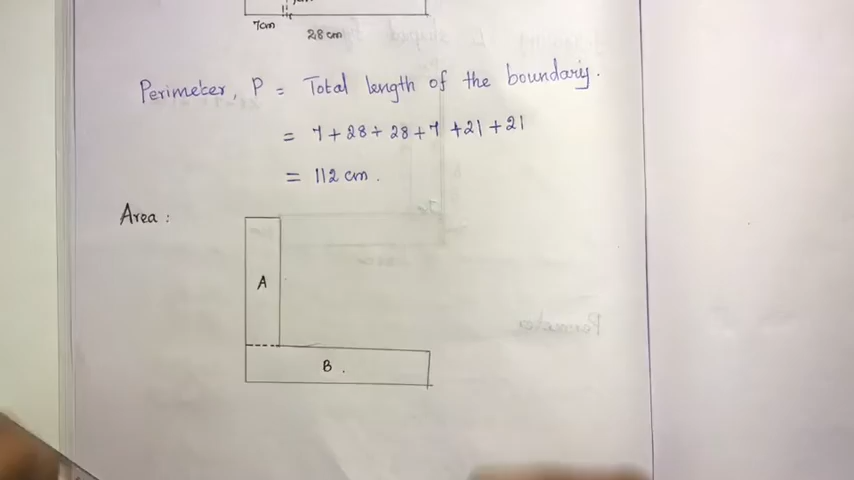 7cm
28 cm
Perimeter, P = Total length of the boundary.
= 7 + 28 + 28 + 7 + 21 + 21
= 112 cm.
Area :
A
B .